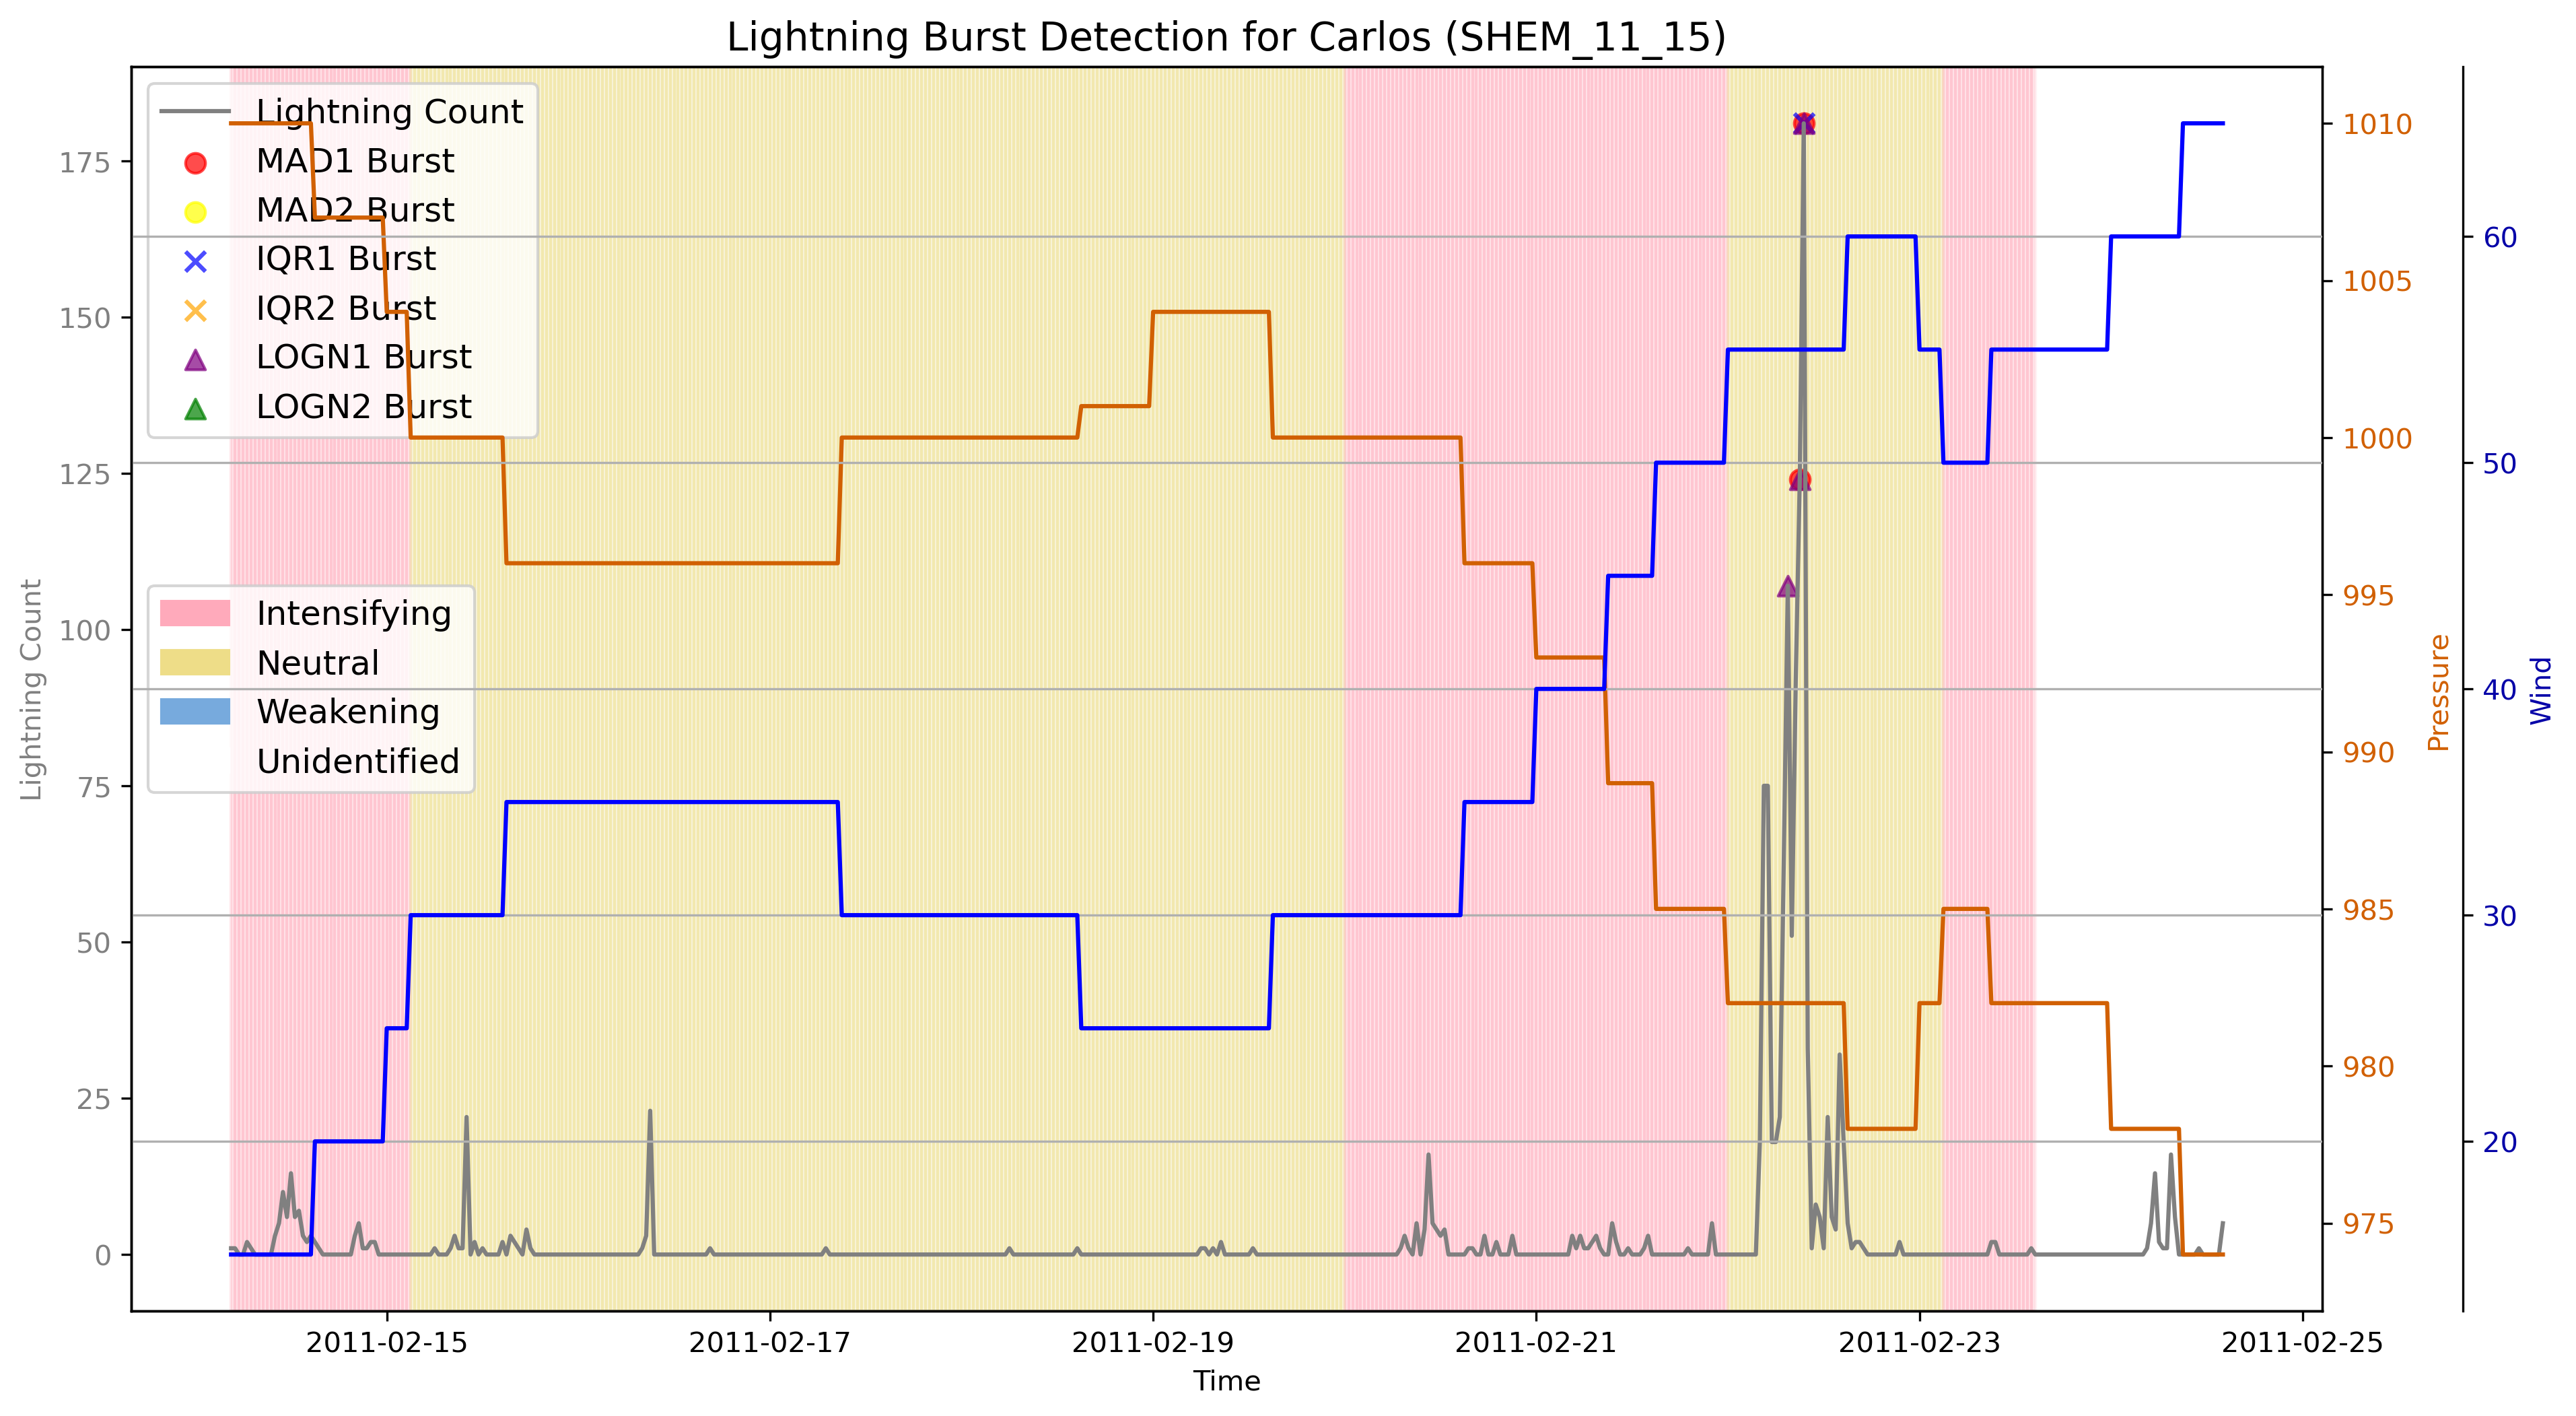 Lightning Burst Detection for Carlos (SHEM_11_15)
Lightning Count
MAD1 Burst
MAD2 Burst
IQR1 Burst
IQR2 Burst
LOGN1 Burst
LOGN2 Burst
Intensifying
Neutral
Weakening
Unidentified
Lightning Count
175
150
125
100
75
50
25
0
1010
1005
1000
995
990
985
980
975
Pressure
60
50
40
30
20
Wind
2011-02-15
2011-02-17
2011-02-19
2011-02-21
2011-02-23
2011-02-25
Time